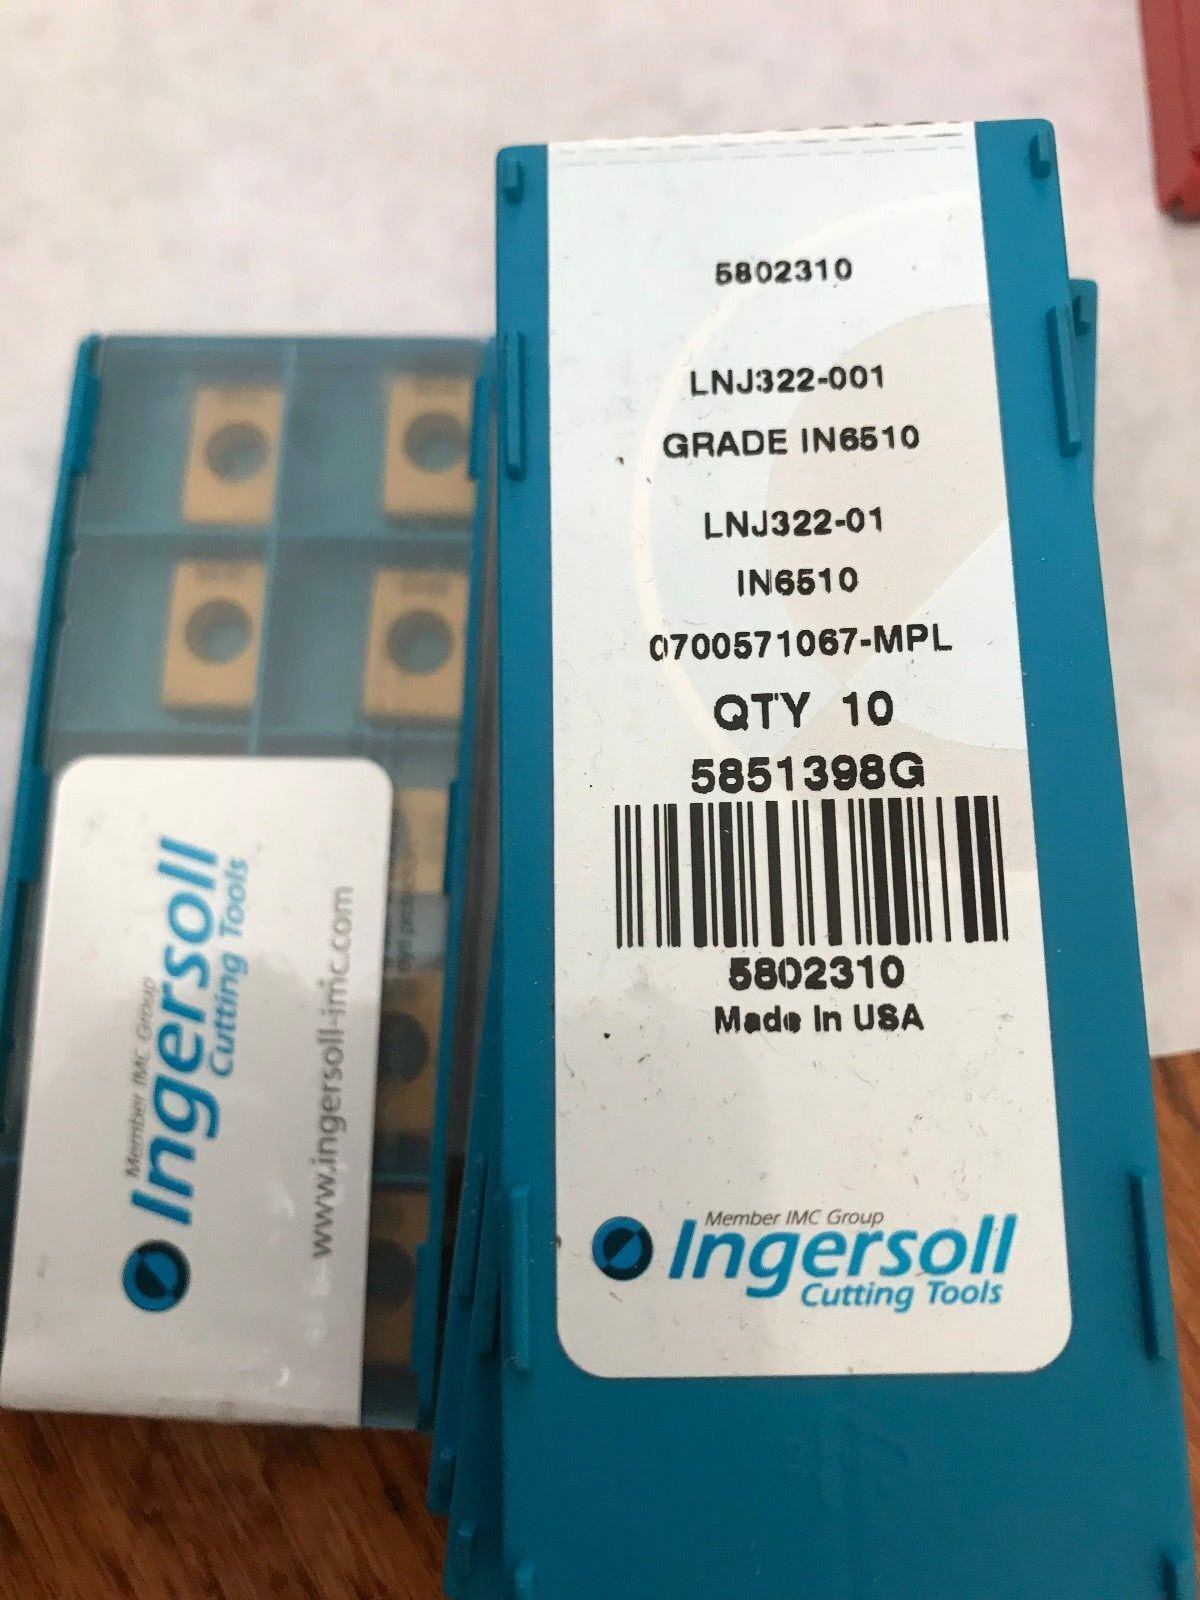 5802310
LNJ322-001
GRADE IN6510
LNJ322-01
IN6510
0700571067-MPL
QTY 10
5851398G
5802310
Made In USA
Member IMC Group
Ingersoll
Cutting Tools
Member IMC Group
Ingersoll
Cutting Tools
www.ingersoll-imc.com
eye